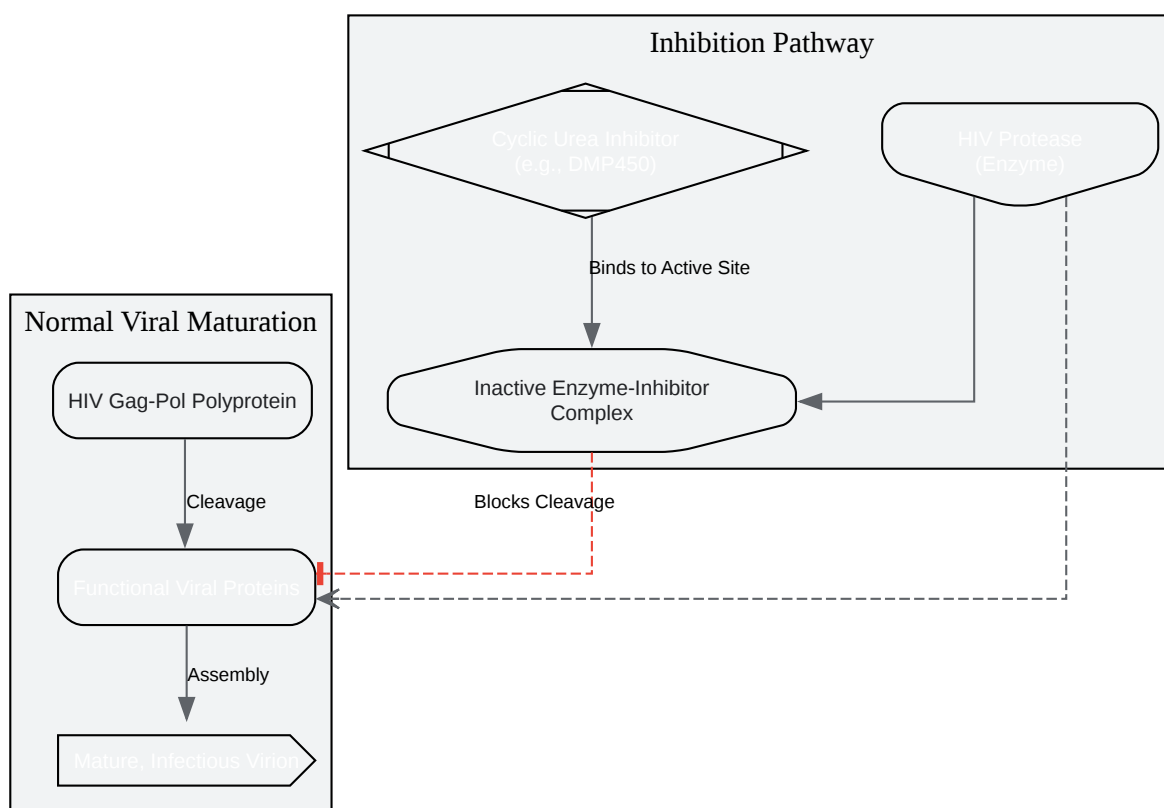 Inhibition Pathway
Cyclic Urea Inhibitor
(e.g., DMP450)
HIV Protease
(Enzyme)
Binds to Active Site
Inactive Enzyme-Inhibitor
Complex
Blocks Cleavage
Normal Viral Maturation
HIV Gag-Pol Polyprotein
Cleavage
Functional Viral Proteins
Assembly
Mature, Infectious Virion